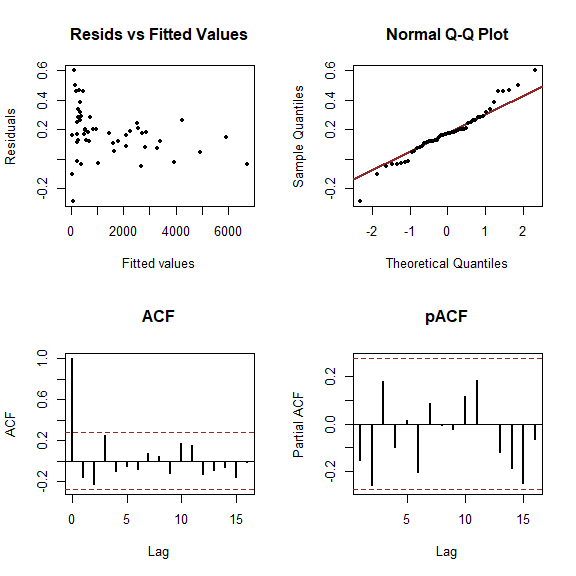 Resids vs Fitted Values
Residuals
-0.2
0.2
0.4
0.6
0
2000
4000
6000
Fitted values
Normal Q-Q Plot
Sample Quantiles
-0.2
0.2
0.4
0.6
-2
-1
0
1
2
Theoretical Quantiles
ACF
ACF
-0.2
0.2
0.6
1.0
0
5
10
15
Lag
pACF
Partial ACF
-0.2
0.0
0.2
5
10
15
Lag